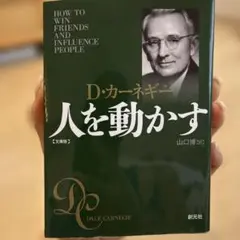 HOW TO
WIN
FRIENDS
AND
INFLUENCE
PEOPLE
D・カーネギー
人を動かす
【文庫版】
山口 博[訳]
DC
DALE CARNEGIE
創元社